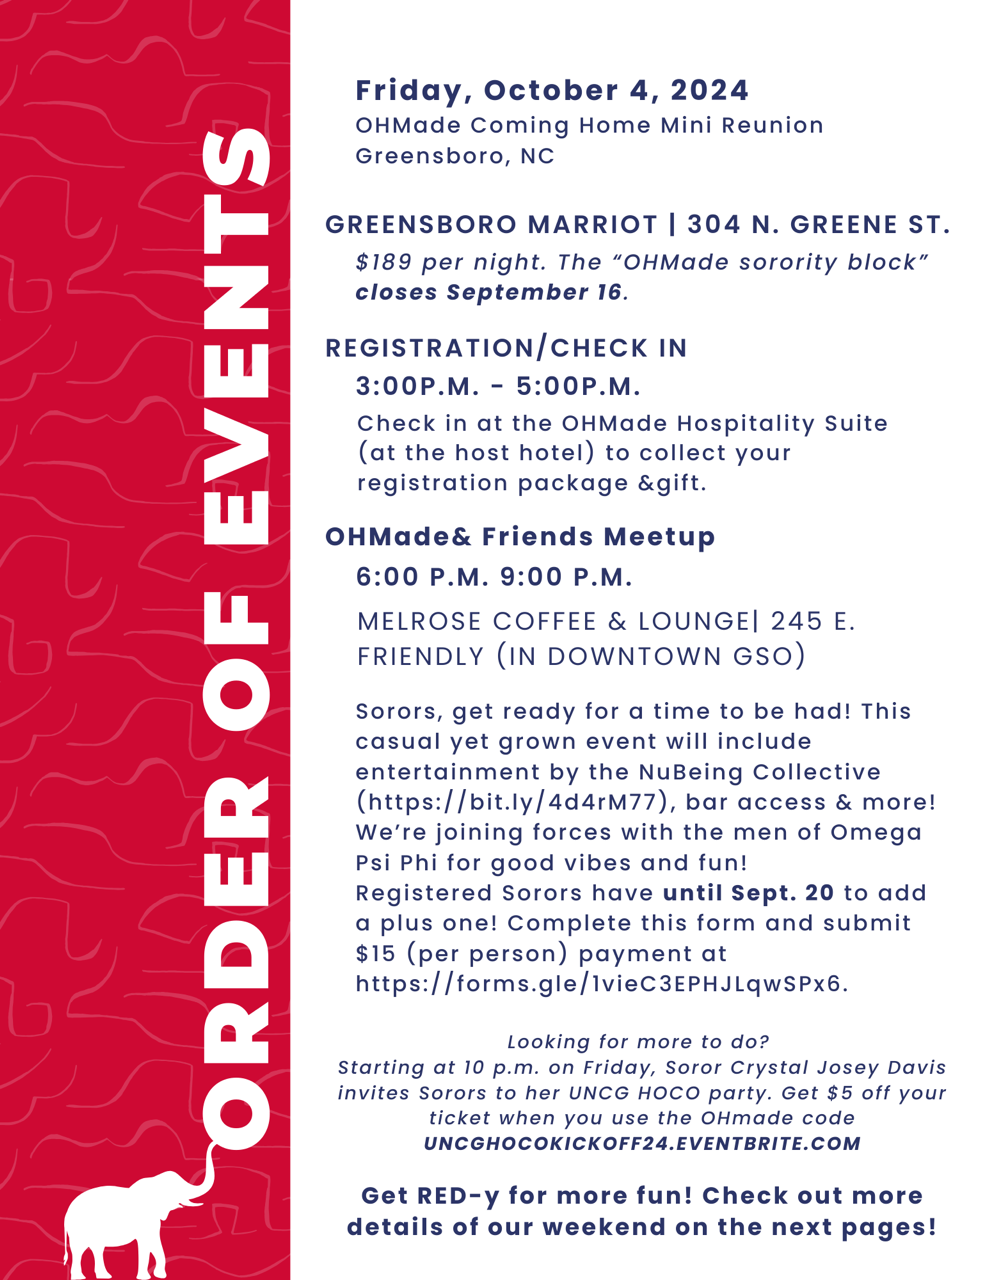 ORDER OF EVENTS
Friday, October 4, 2024
OHMade Coming Home Mini Reunion
Greensboro, NC
GREENSBORO MARRIOT | 304 N. GREENE ST.
$189 per night. The “OHMade sorority block”
closes September 16.
REGISTRATION/CHECK IN
3:00P.M. - 5:00P.M.
Check in at the OHMade Hospitality Suite
(at the host hotel) to collect your
registration package &gift.
OHMade& Friends Meetup
6:00 P.M. 9:00 P.M.
MELROSE COFFEE & LOUNGE| 245 E.
FRIENDLY (IN DOWNTOWN GSO)
Sorors, get ready for a time to be had! This
casual yet grown event will include
entertainment by the NuBeing Collective
(https://bit.ly/4d4rM77), bar access & more!
We’re joining forces with the men of Omega
Psi Phi for good vibes and fun!
Registered Sorors have until Sept. 20 to add
a plus one! Complete this form and submit
$15 (per person) payment at
https://forms.gle/1vieC3EPHJLqwSPx6.
Looking for more to do?
Starting at 10 p.m. on Friday, Soror Crystal Josey Davis
invites Sorors to her UNCG HOCO party. Get $5 off your
ticket when you use the OHmade code
UNCGHOCOKICKOFF24.EVENTBRITE.COM
Get RED-y for more fun! Check out more
details of our weekend on the next pages!